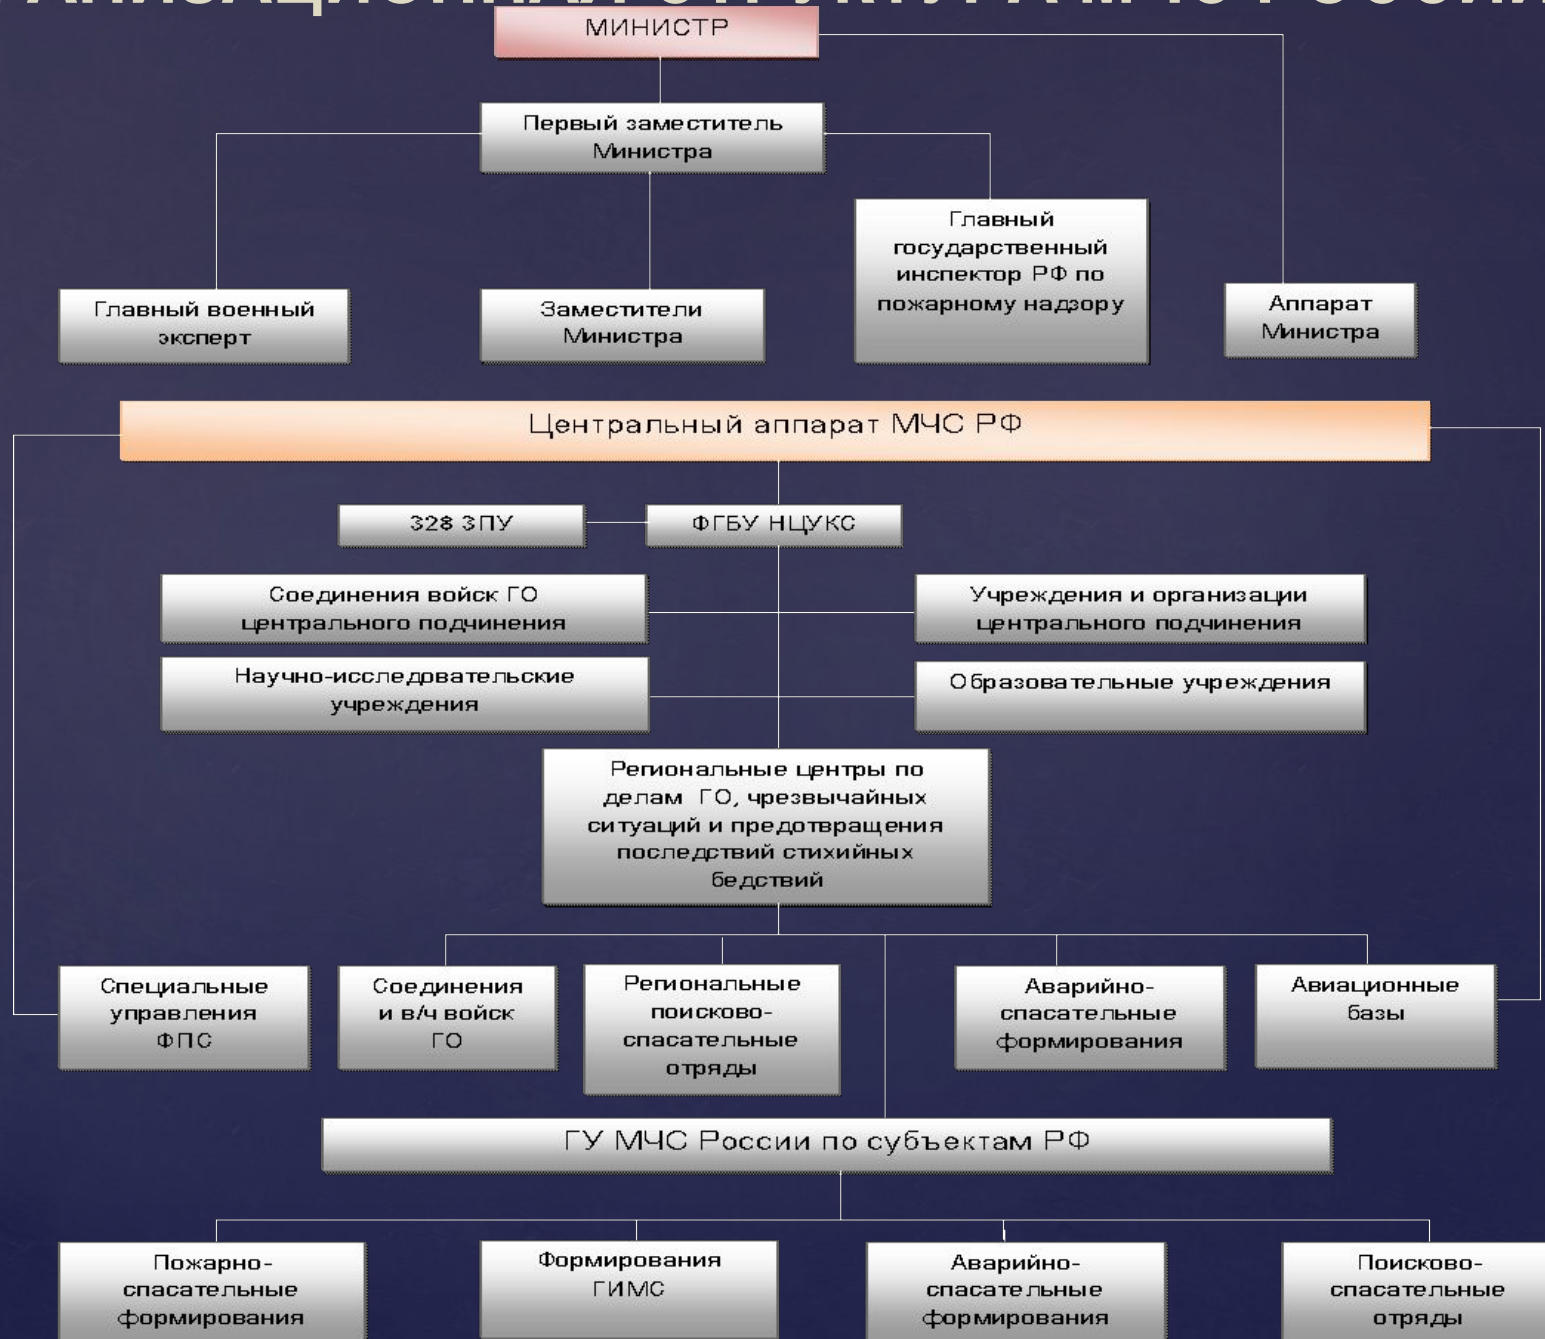 МИНИСТР
Первый заместитель
Министра
Главный
государственный
инспектор РФ по
пожарному надзору
Главный военный
эксперт
Заместители
Министра
Аппарат
Министра
Центральный аппарат МЧС РФ
328 ЗПУ
ФГБУ НЦУКС
Соединения войск ГО
центрального подчинения
Учреждения и организации
центрального подчинения
Научно-исследовательские
учреждения
Образовательные учреждения
Региональные центры по
делам ГО, чрезвычайных
ситуаций и предотвращения
последствий стихийных
бедствий
Специальные
управления
ФПС
Соединения
и в/ч войск
ГО
Региональные
поисково-
спасательные
отряды
Аварийно-
спасательные
формирования
Авиационные
базы
ГУ МЧС России по субъектам РФ
Пожарно-
спасательные
формирования
Формирования
ГИМС
Аварийно-
спасательные
формирования
Поисково-
спасательные
отряды